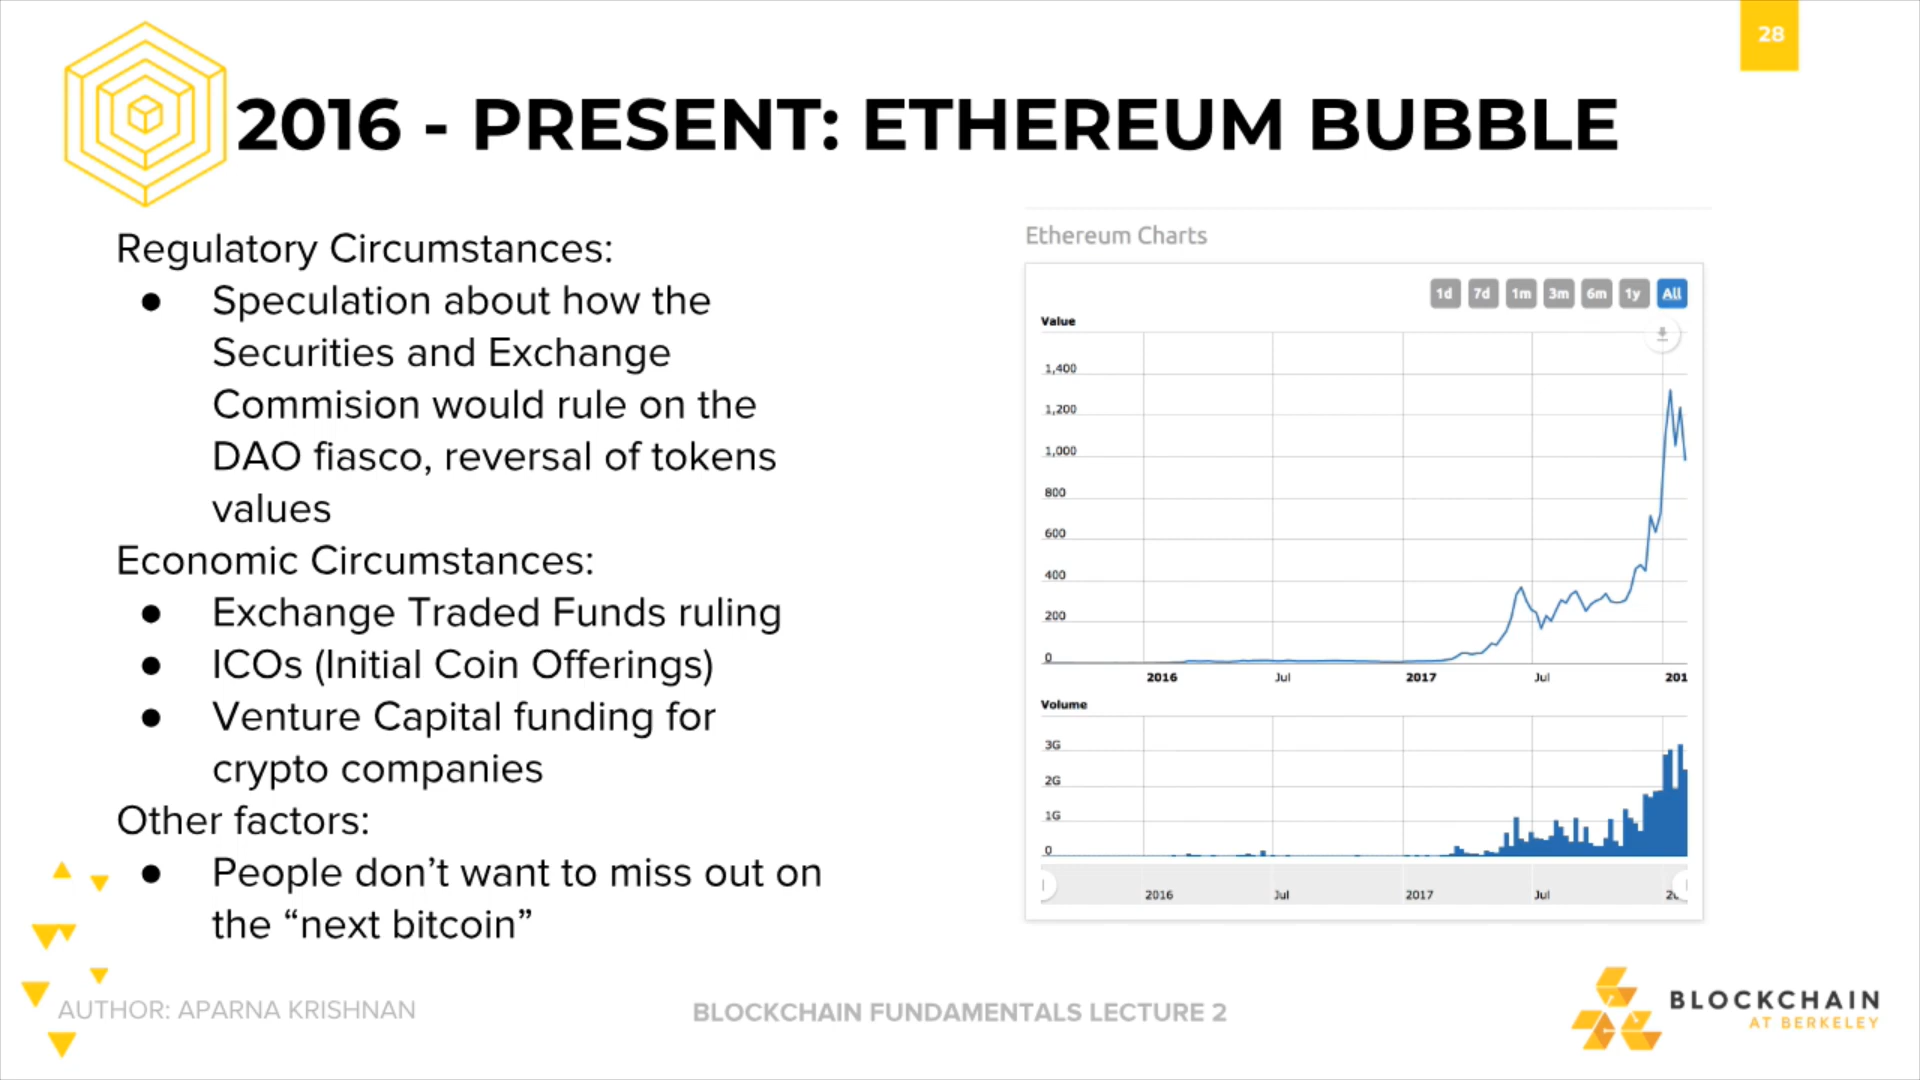 28
2016 - PRESENT: ETHEREUM BUBBLE
Regulatory Circumstances:
● Speculation about how the
Securities and Exchange
Commision would rule on the
DAO fiasco, reversal of tokens
values
Economic Circumstances:
● Exchange Traded Funds ruling
● ICOs (Initial Coin Offerings)
● Venture Capital funding for
crypto companies
Other factors:
● People don’t want to miss out on
the “next bitcoin”
Ethereum Charts
1d 7d 1m 3m 6m 1y All
Value
1,400
1,200
1,000
800
600
400
200
0
2016 Jul 2017 Jul 201
Volume
3G
2G
1G
0
2016 Jul 2017 Jul 20
AUTHOR: APARNA KRISHNAN
BLOCKCHAIN FUNDAMENTALS LECTURE 2
BLOCKCHAIN
AT BERKELEY